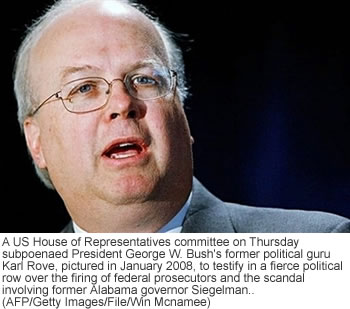 A US House of Representatives committee on Thursday
subpoenaed President George W. Bush's former political guru
Karl Rove, pictured in January 2008, to testify in a fierce political
row over the firing of federal prosecutors and the scandal
involving former Alabama governor Siegelman..
(AFP/Getty Images/File/Win Mcnamee)